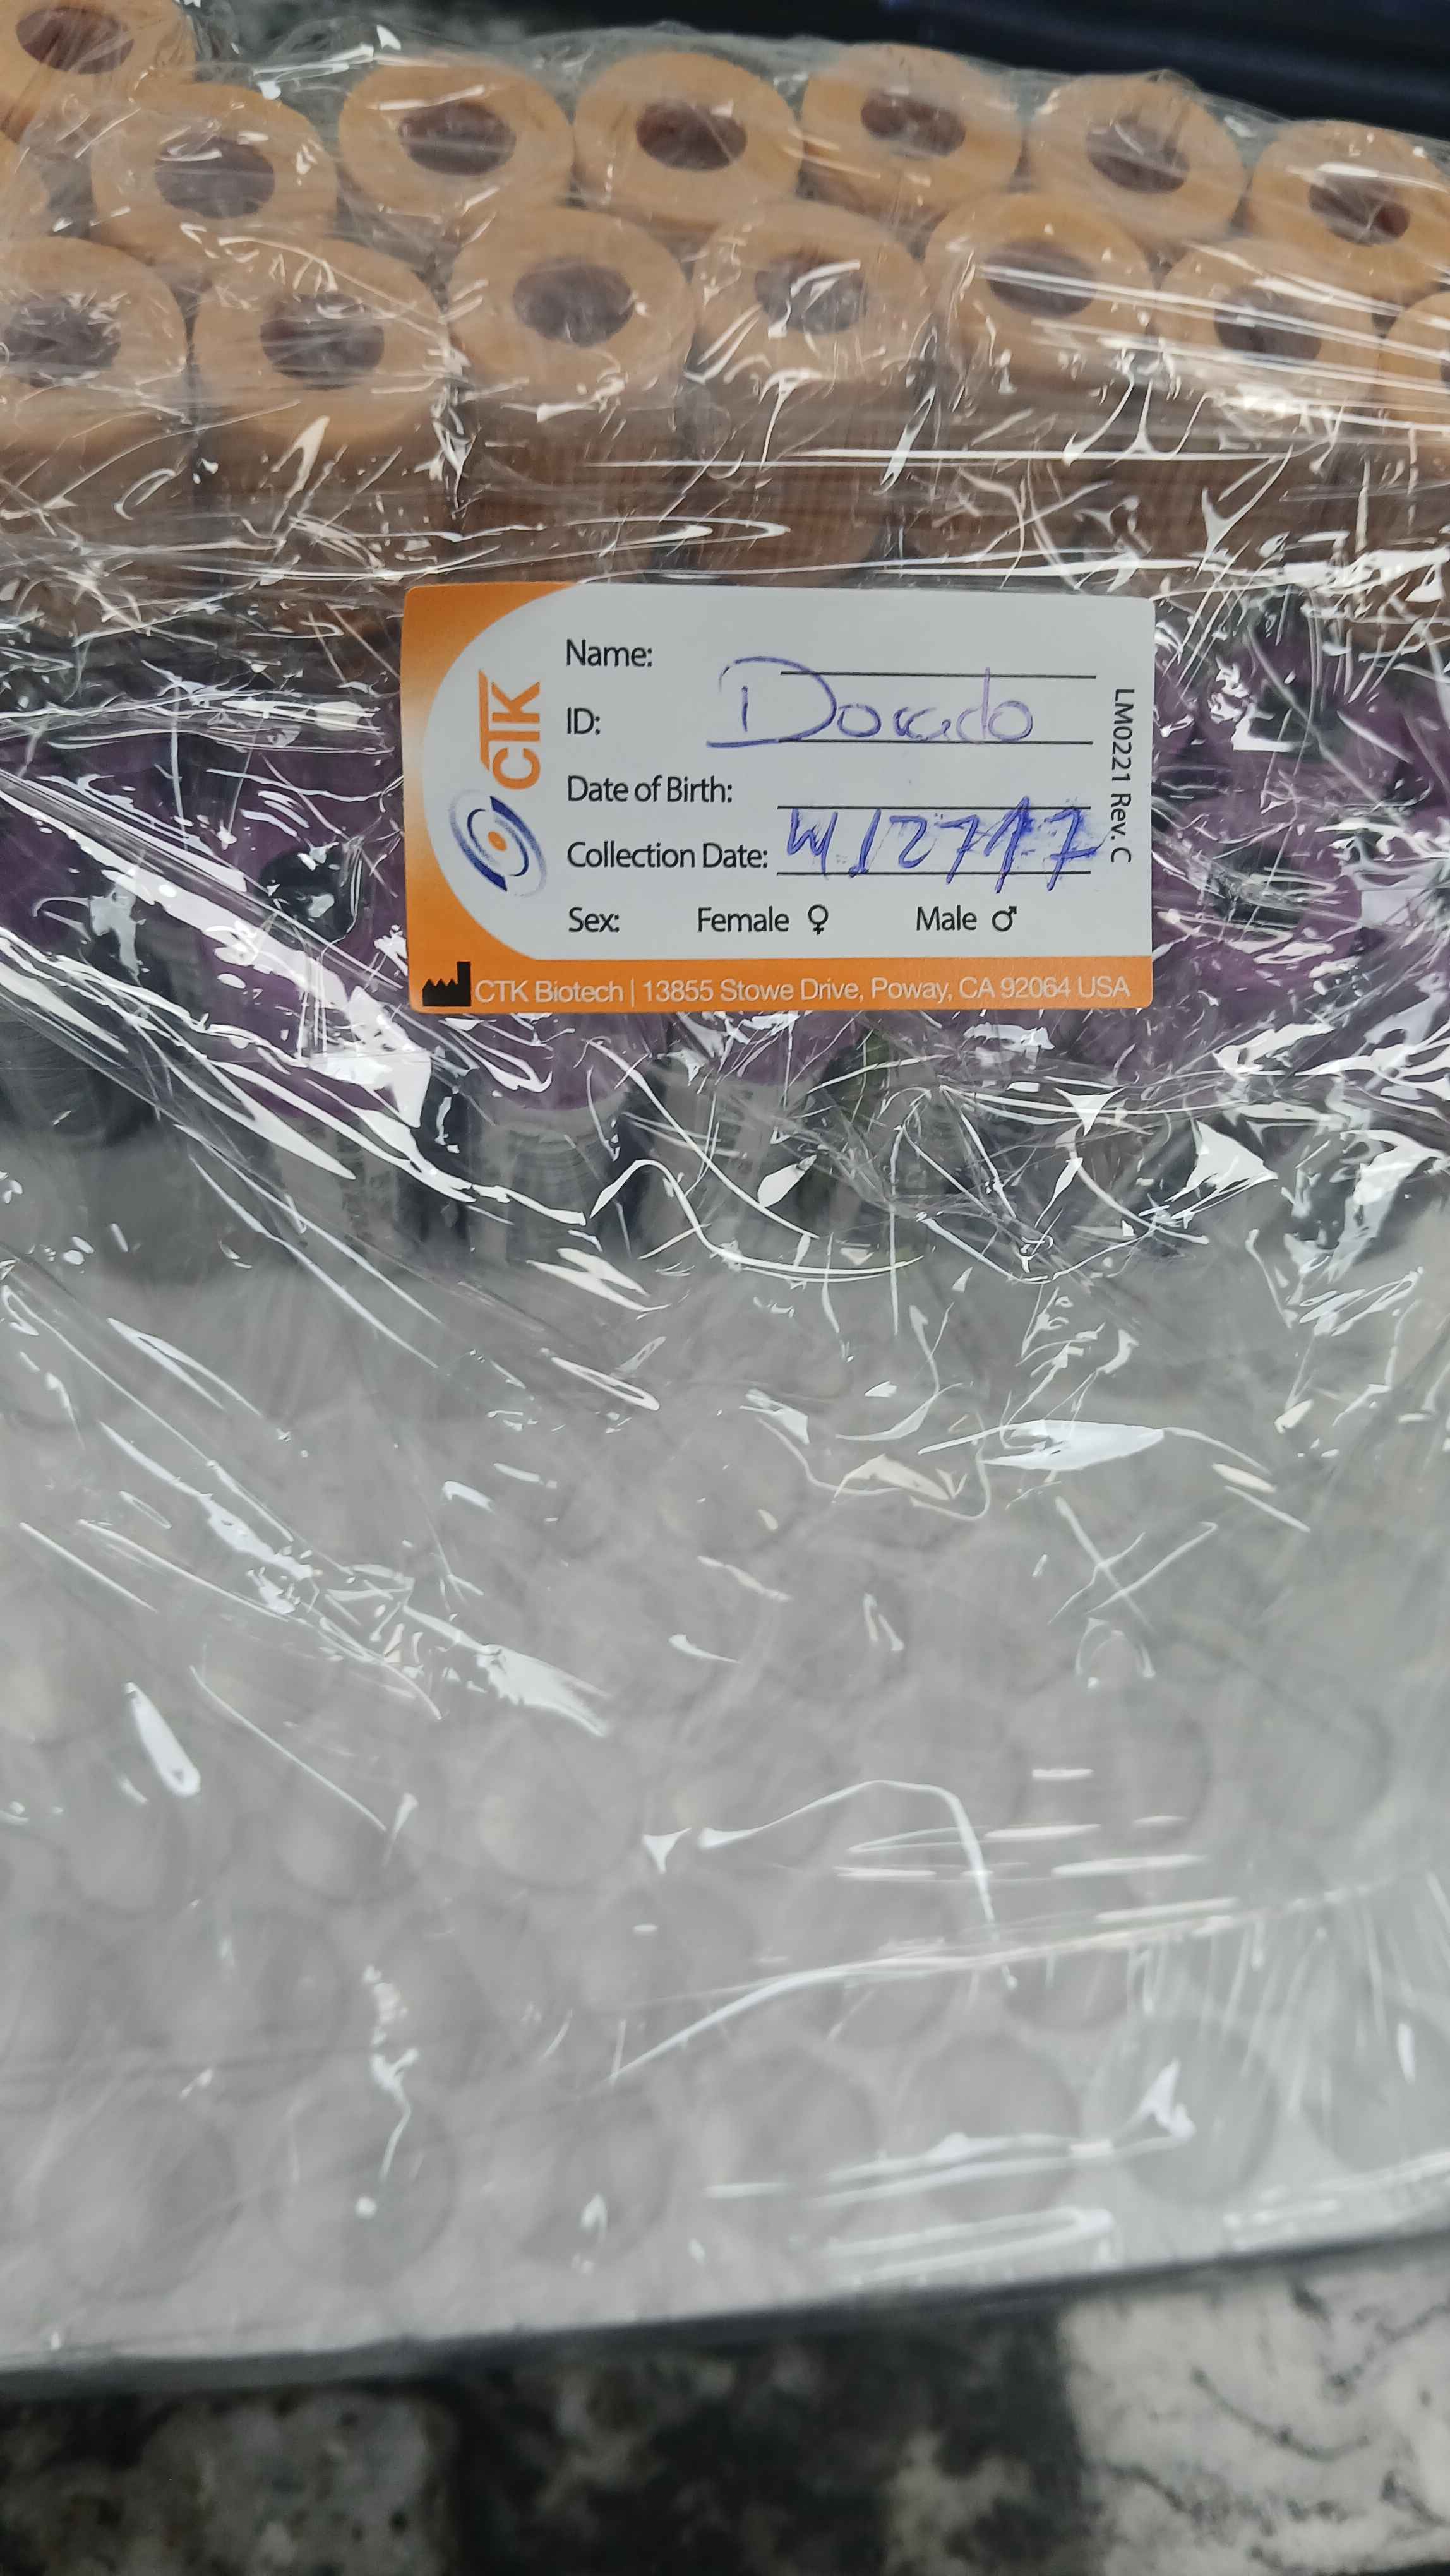 CTK
Name:
ID: Dorado
Date of Birth:
Collection Date:
Sex: Female ♀ Male ♂
LM0221 Rev. C
CTK Biotech | 13855 Stowe Drive, Poway, CA 92064 USA